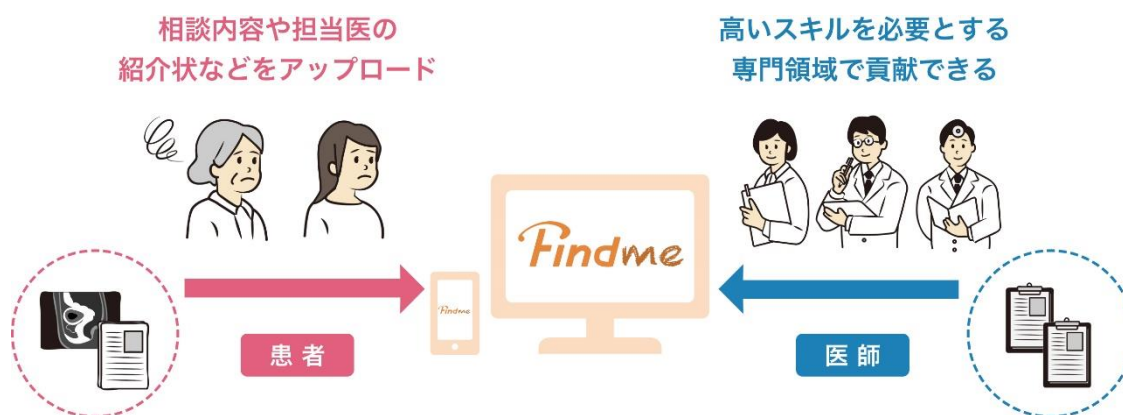 相談内容や担当医の
紹介状などをアップロード
高いスキルを必要とする
専門領域で貢献できる
Findme
Findme
患者
医師